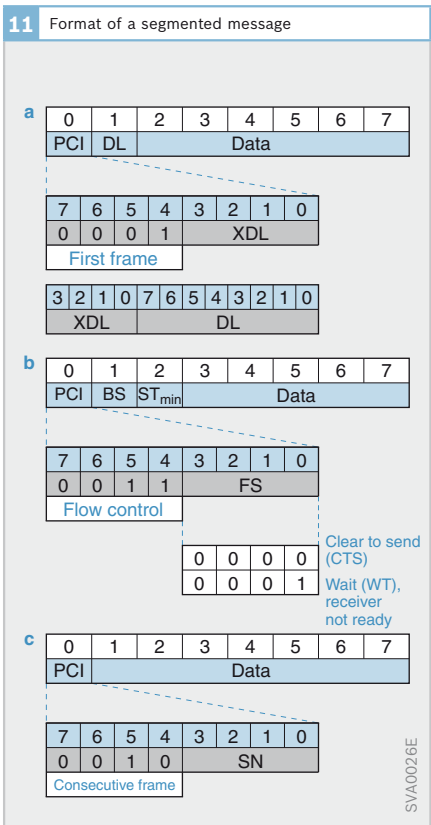 11 Format of a segmented message
a 0 1 2 3 4 5 6 7
PCI DL Data
7 6 5 4 3 2 1 0
0 0 0 1 XDL
First frame
3 2 1 0 7 6 5 4 3 2 1 0
XDL DL
b 0 1 2 3 4 5 6 7
PCI BS STmin Data
7 6 5 4 3 2 1 0
0 0 1 1 FS
Flow control
0 0 0 0
0 0 0 1
Clear to send
(CTS)
Wait (WT),
receiver
not ready
c 0 1 2 3 4 5 6 7
PCI Data
7 6 5 4 3 2 1 0
0 0 1 0 SN
Consecutive frame
SVA0026E